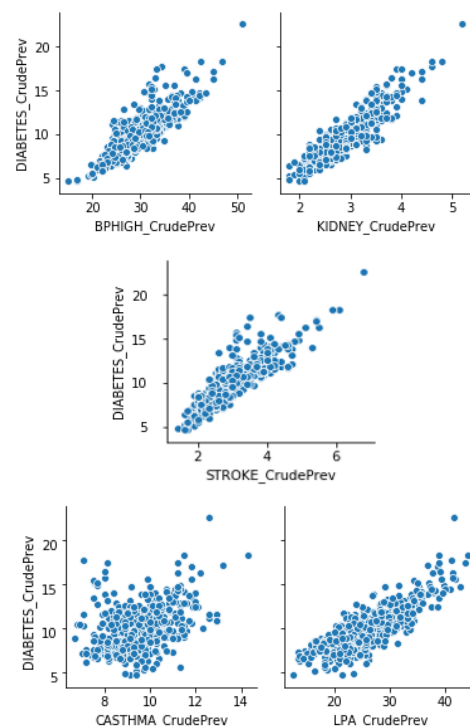 DIABETES_CrudePrev
20
15
10
5
20 30 40 50
2 3 4 5
BPHIGH_CrudePrev KIDNEY_CrudePrev
DIABETES_CrudePrev
20
15
10
5
2 4 6
STROKE_CrudePrev
DIABETES_CrudePrev
20
15
10
5
8 10 12 14
20 30 40
CASTHMA_CrudePrev LPA_CrudePrev